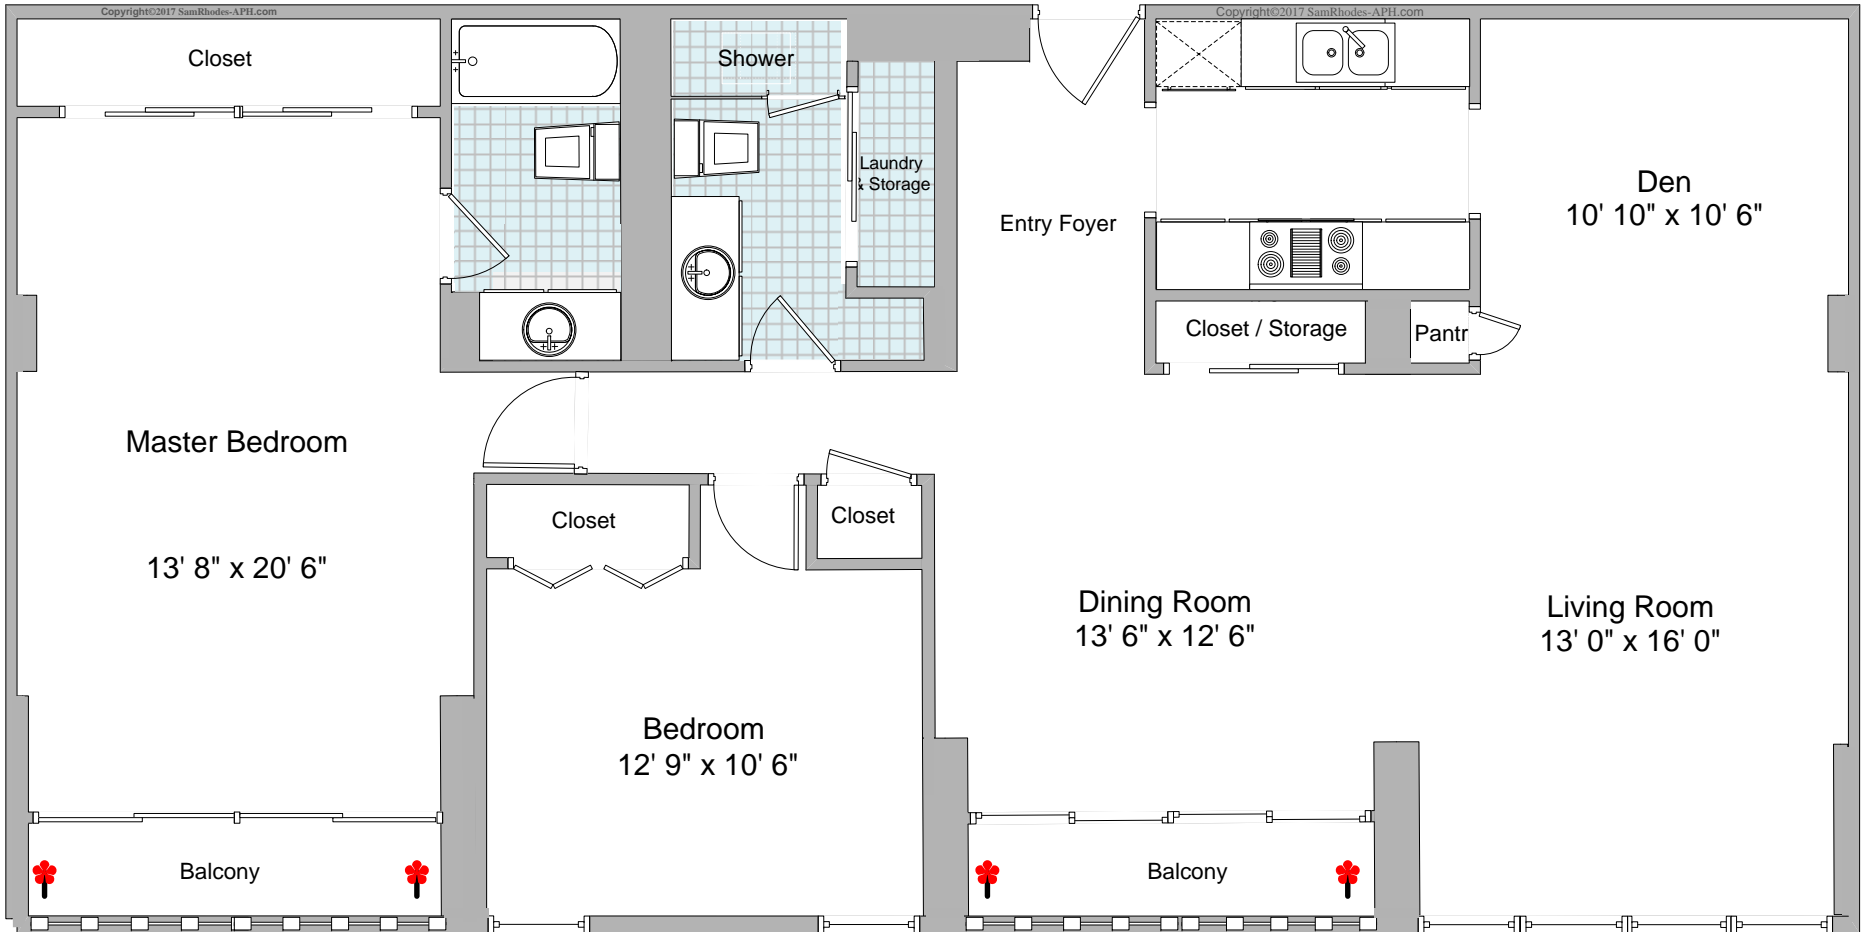 Copyright©2017 SamRhodes-APH.com
Copyright©2017 SamRhodes-APH.com
Closet
Shower
Laundry
& Storage
Entry Foyer
Den
10' 10" x 10' 6"
Closet / Storage
Pantr
Master Bedroom
13' 8" x 20' 6"
Closet
Closet
Dining Room
13' 6" x 12' 6"
Living Room
13' 0" x 16' 0"
Bedroom
12' 9" x 10' 6"
Balcony
Balcony